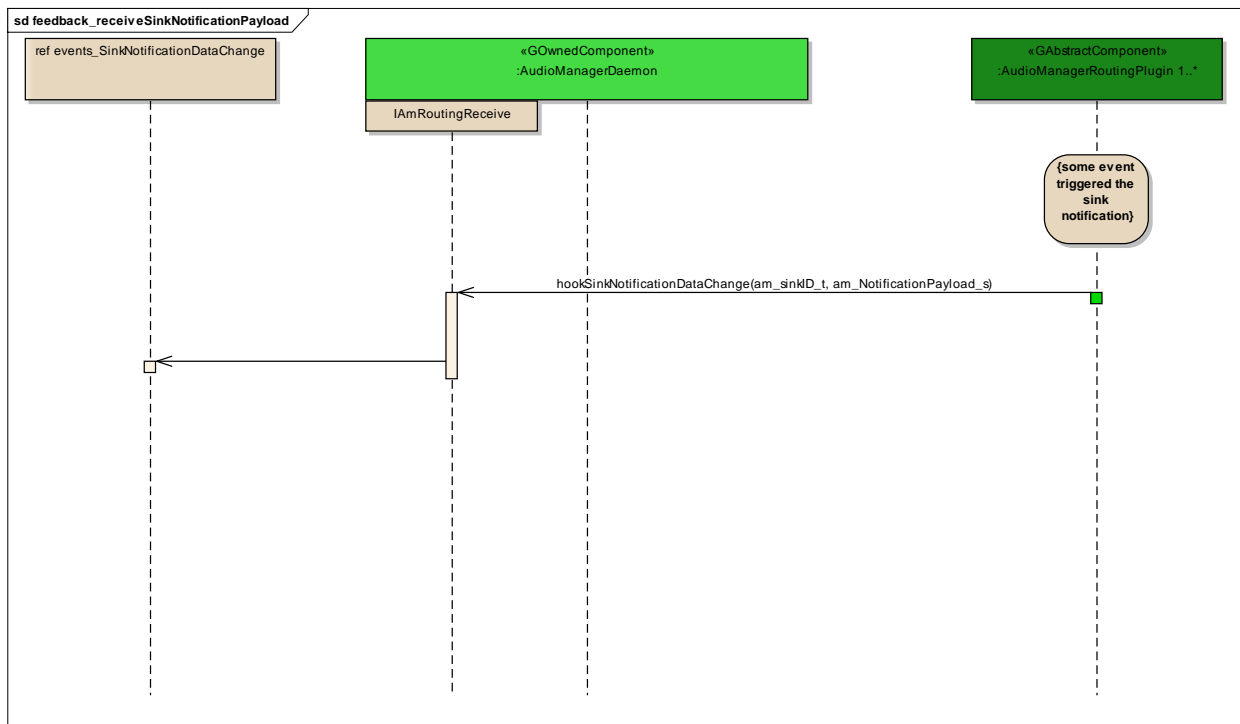 sd feedback_receiveSinkNotificationPayload
ref events_SinkNotificationDataChange
«GOwnedComponent»
:AudioManagerDaemon
«GAbstractComponent»
:AudioManagerRoutingPlugin 1..*
IAmRoutingReceive
{some event
triggered the
sink
notification}
hookSinkNotificationDataChange(am_sinkID_t, am_NotificationPayload_s)